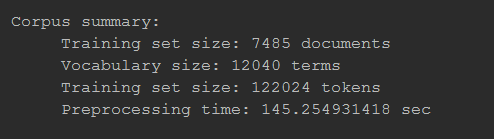 Corpus summary:
Training set size: 7485 documents
Vocabulary size: 12040 terms
Training set size: 122024 tokens
Preprocessing time: 145.254931418 sec